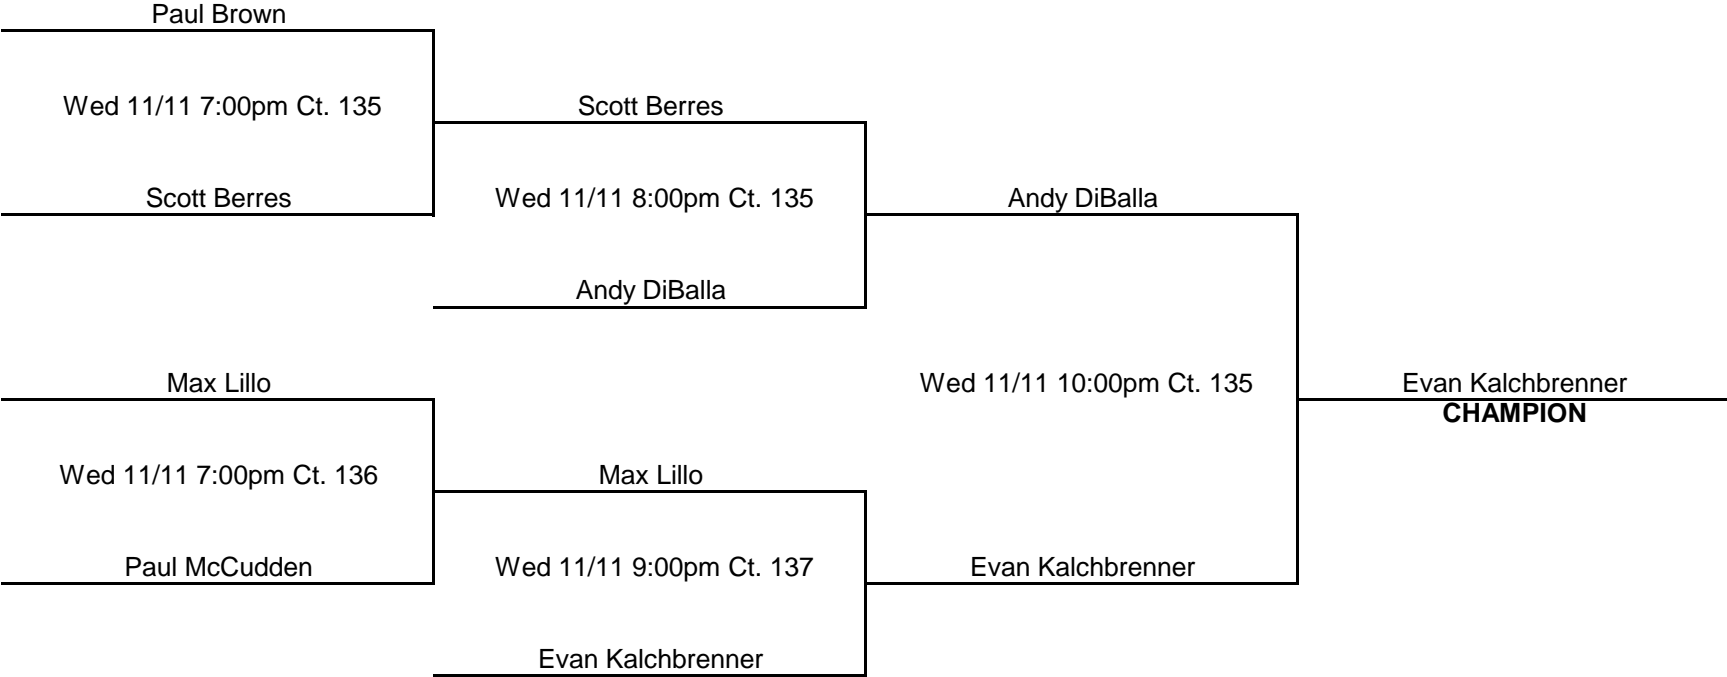 Paul Brown
Wed 11/11 7:00pm Ct. 135
Scott Berres
Scott Berres
Wed 11/11 8:00pm Ct. 135
Andy DiBalla
Andy DiBalla
Max Lillo
Wed 11/11 10:00pm Ct. 135
Evan Kalchbrenner
CHAMPION
Wed 11/11 7:00pm Ct. 136
Max Lillo
Paul McCudden
Wed 11/11 9:00pm Ct. 137
Evan Kalchbrenner
Evan Kalchbrenner